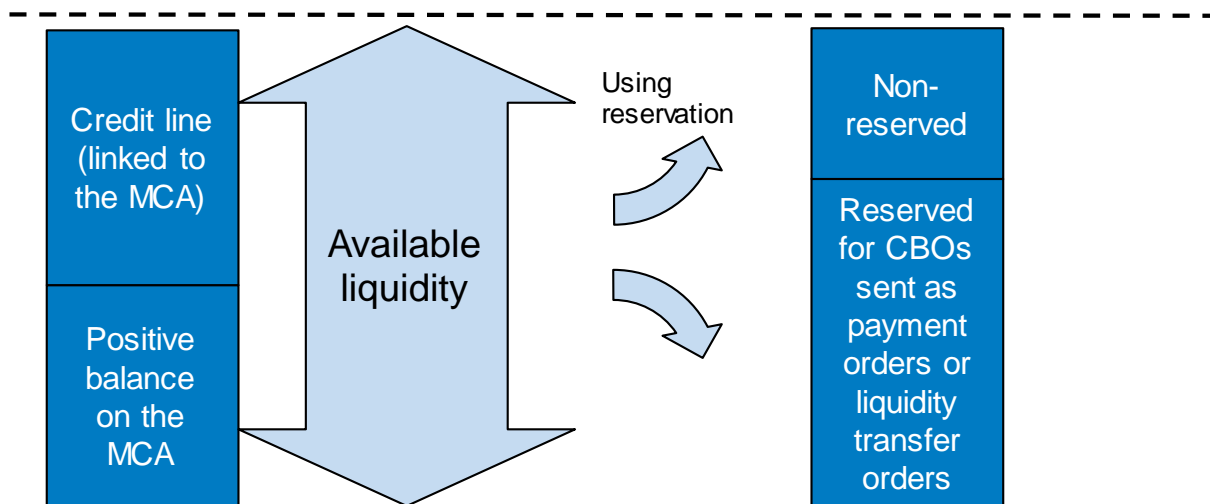 Credit line
(linked to
the MCA)
Positive
balance
on the
MCA
Available
liquidity
Using
reservation
Non-
reserved
Reserved
for CBOs
sent as
payment
orders or
liquidity
transfer
orders